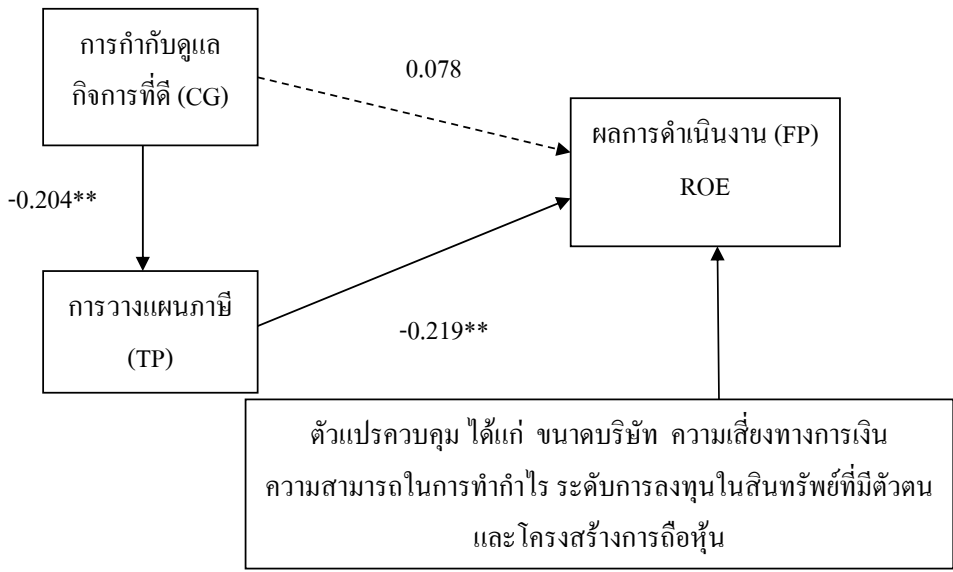 การกำกับดูแล
กิจการที่ดี (CG)
0.078
ผลการดำเนินงาน (FP)
ROE
-0.204**
การวางแผนภาษี
(TP)
-0.219**
ตัวแปรควบคุม ได้แก่ ขนาดบริษัท ความเสี่ยงทางการเงิน
ความสามารถในการทำกำไร ระดับการลงทุนในสินทรัพย์ที่มีตัวตน
และโครงสร้างการถือหุ้น